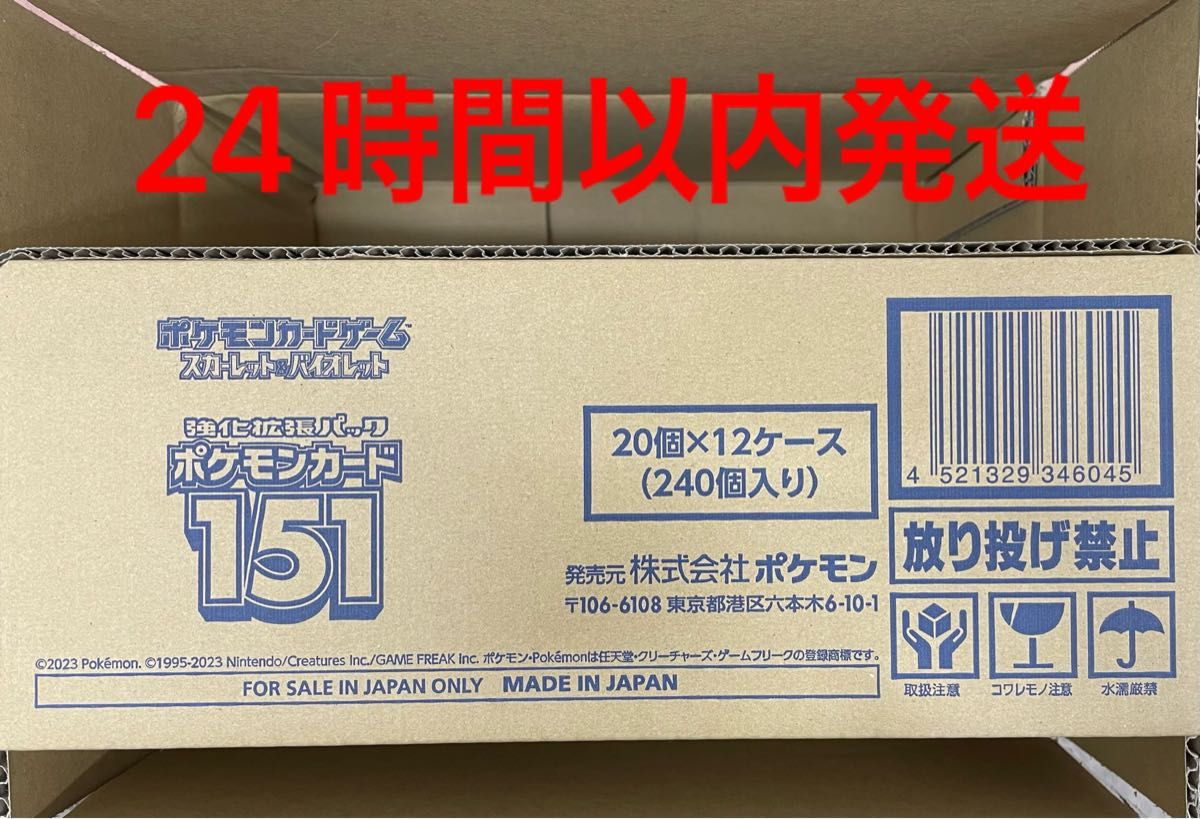 24時間以内発送
ポケモンカードゲーム™
スカーレット&バイオレット
強化拡張パック
ポケモンカード
151
20個×12ケース
(240個入り)
発売元 株式会社 ポケモン
〒106-6108 東京都港区六本木6-10-1
4 521329 346045
放り投げ禁止
取扱注意 コワレモノ注意 水濡厳禁
©2023 Pokémon. ©1995-2023 Nintendo/Creatures Inc./GAME FREAK Inc. ポケモン・Pokémonは任天堂・クリーチャーズ・ゲームフリークの登録商標です。
FOR SALE IN JAPAN ONLY MADE IN JAPAN